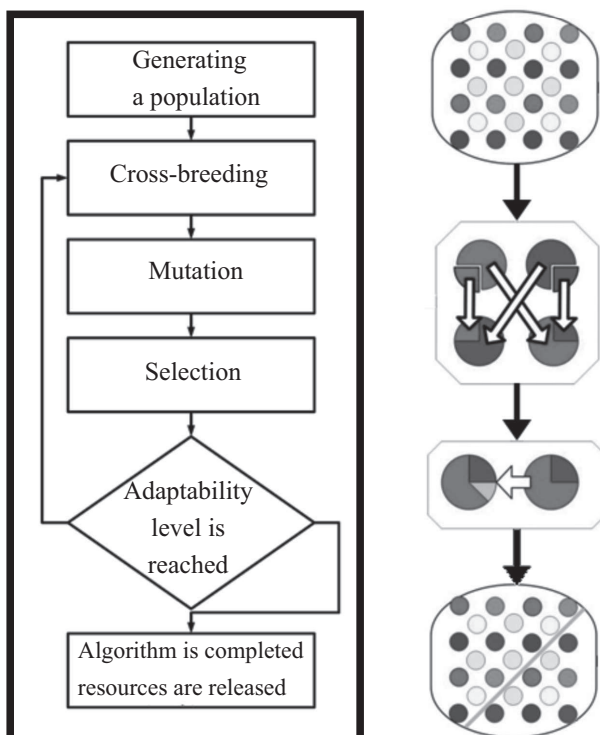 Generating
a population
Cross-breeding
Mutation
Selection
Adaptability
level is
reached
Algorithm is completed
resources are released